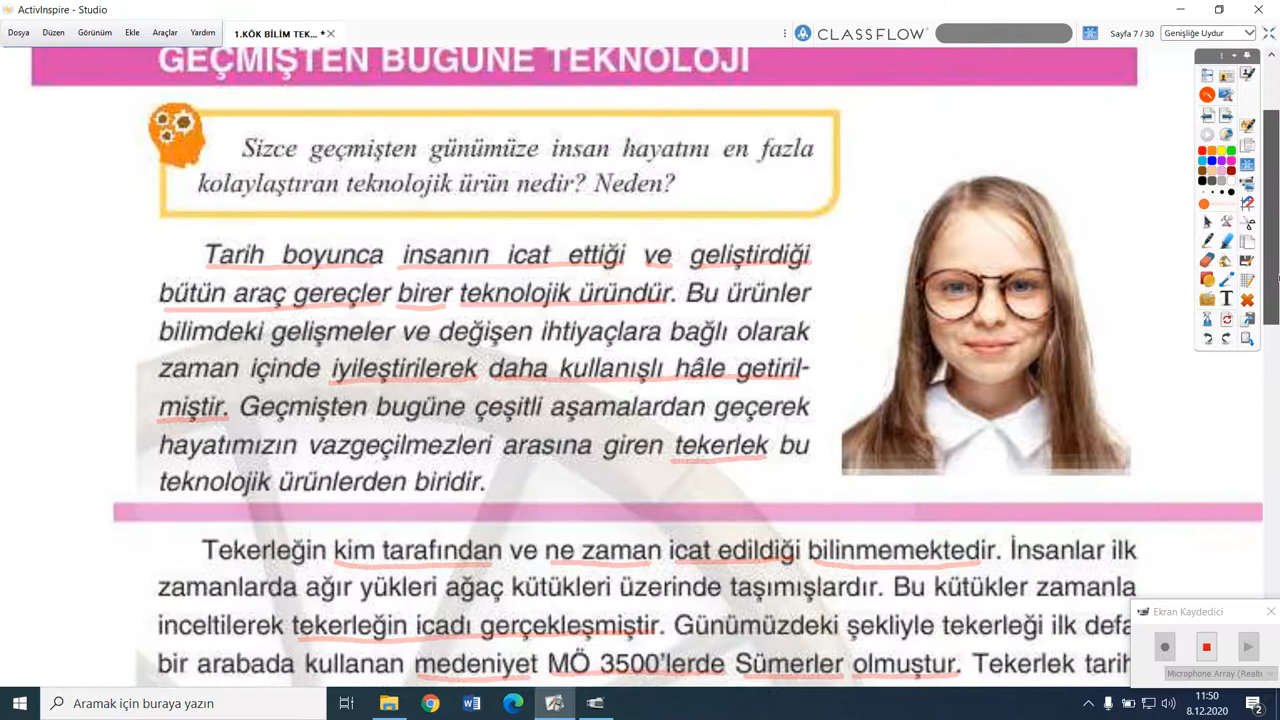 ActivInspire - Studio
Dosya Düzen Görünüm Ekle Araçlar Yardım
1.KÖK BİLİM TEK... *
CLASSFLOW
Sayfa 7 / 30
Genişliğe Uydur
GEÇMİŞTEN BUGÜNE TEKNOLOJİ
Sizce geçmişten günümüze insan hayatını en fazla
kolaylaştıran teknolojik ürün nedir? Neden?
Tarih boyunca insanın icat ettiği ve geliştirdiği
bütün araç gereçler birer teknolojik üründür. Bu ürünler
bilimdeki gelişmeler ve değişen ihtiyaçlara bağlı olarak
zaman içinde iyileştirilerek daha kullanışlı hâle getiril-
miştir. Geçmişten bugüne çeşitli aşamalardan geçerek
hayatımızın vazgeçilmezleri arasına giren tekerlek bu
teknolojik ürünlerden biridir.
Tekerleğin kim tarafından ve ne zaman icat edildiği bilinmemektedir. İnsanlar ilk
zamanlarda ağır yükleri ağaç kütükleri üzerinde taşımışlardır. Bu kütükler zamanla
inceltilerek tekerleğin icadı gerçekleşmiştir. Günümüzdeki şekliyle tekerleği ilk defa
bir arabada kullanan medeniyet MÖ 3500'lerde Sümerler olmuştur. Tekerlek tarih
Ekran Kaydedici
Microphone Array (Realt
Aramak için buraya yazın
11:50
8.12.2020
2